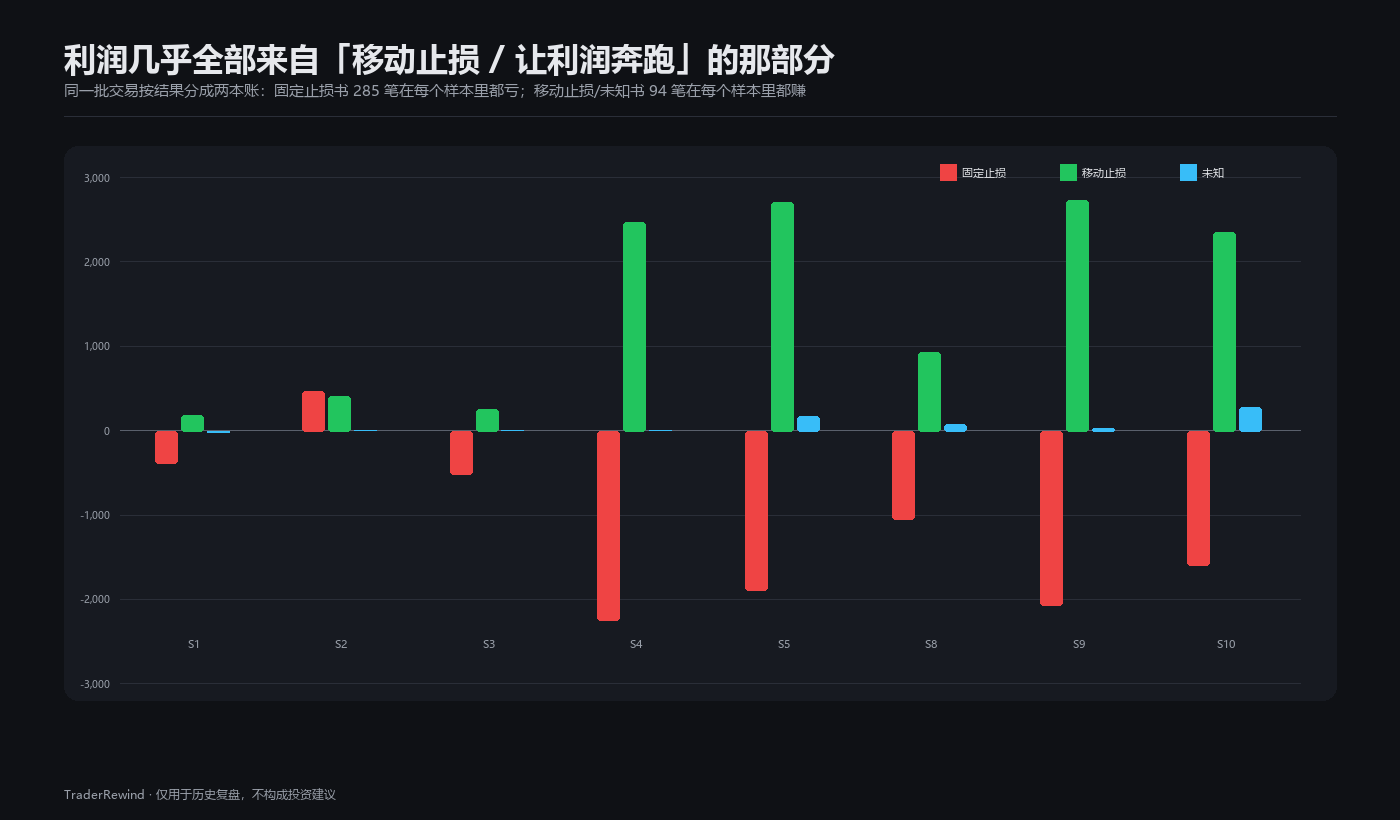 利润几乎全部来自「移动止损 / 让利润奔跑」的那部分
同一批交易按结果分成两本账：固定止损书 285 笔在每个样本里都亏；移动止损/未知书 94 笔在每个样本里都赚
固定止损 移动止损 未知
3,000
2,000
1,000
0
-1,000
-2,000
-3,000
S1 S2 S3 S4 S5 S8 S9 S10
TraderRewind · 仅用于历史复盘，不构成投资建议